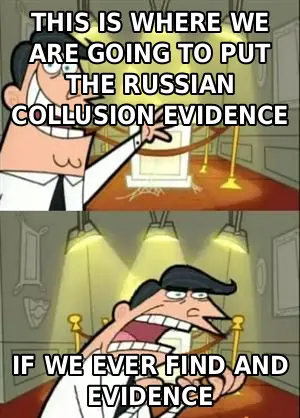 THIS IS WHERE WE
ARE GOING TO PUT
THE RUSSIAN
COLLUSION EVIDENCE
IF WE EVER FIND AND
EVIDENCE